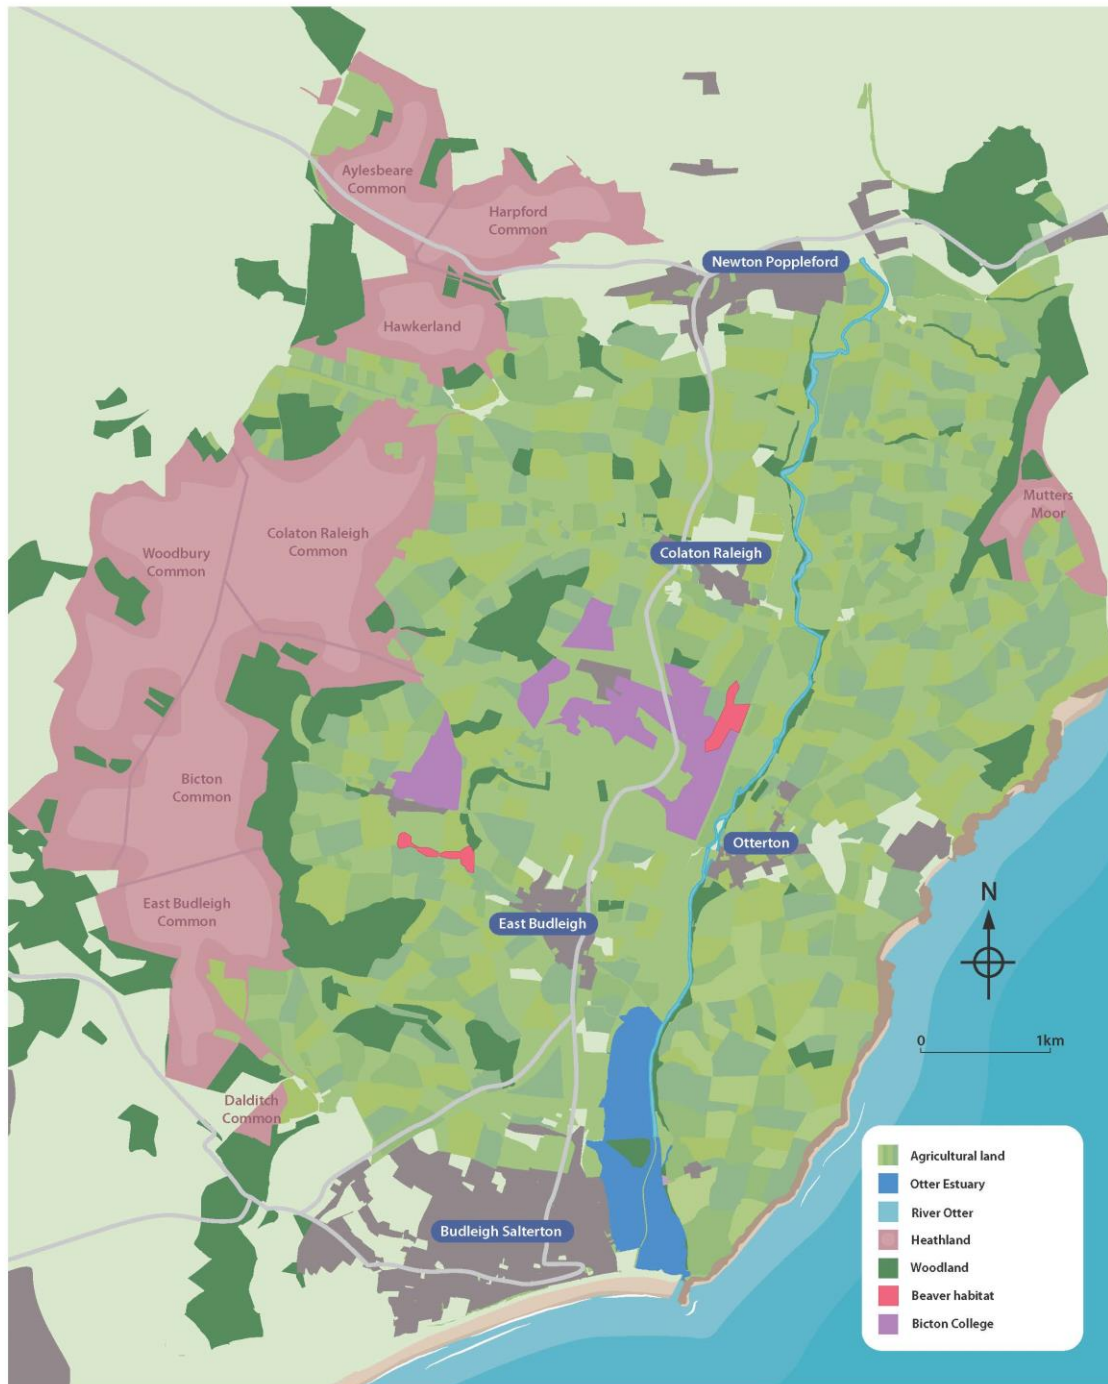 Aylesbeare
Common
Harpford
Common
Newton Poppleford
Hawkerland
Mutters
Moor
Colaton Raleigh
Common
Woodbury
Common
Colaton Raleigh
Bicton
Common
Otterton
East Budleigh
Common
East Budleigh
N
0 1km
Dalditch
Common
Budleigh Salterton
Agricultural land
Otter Estuary
River Otter
Heathland
Woodland
Beaver habitat
Bicton College